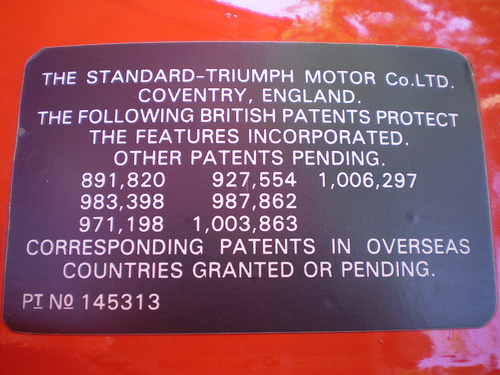 THE STANDARD-TRIUMPH MOTOR Co.LTD.
COVENTRY, ENGLAND.
THE FOLLOWING BRITISH PATENTS PROTECT
THE FEATURES INCORPORATED.
OTHER PATENTS PENDING.
891,820 927,554 1,006,297
983,398 987,862
971,198 1,003,863
CORRESPONDING PATENTS IN OVERSEAS
COUNTRIES GRANTED OR PENDING.
PT No 145313